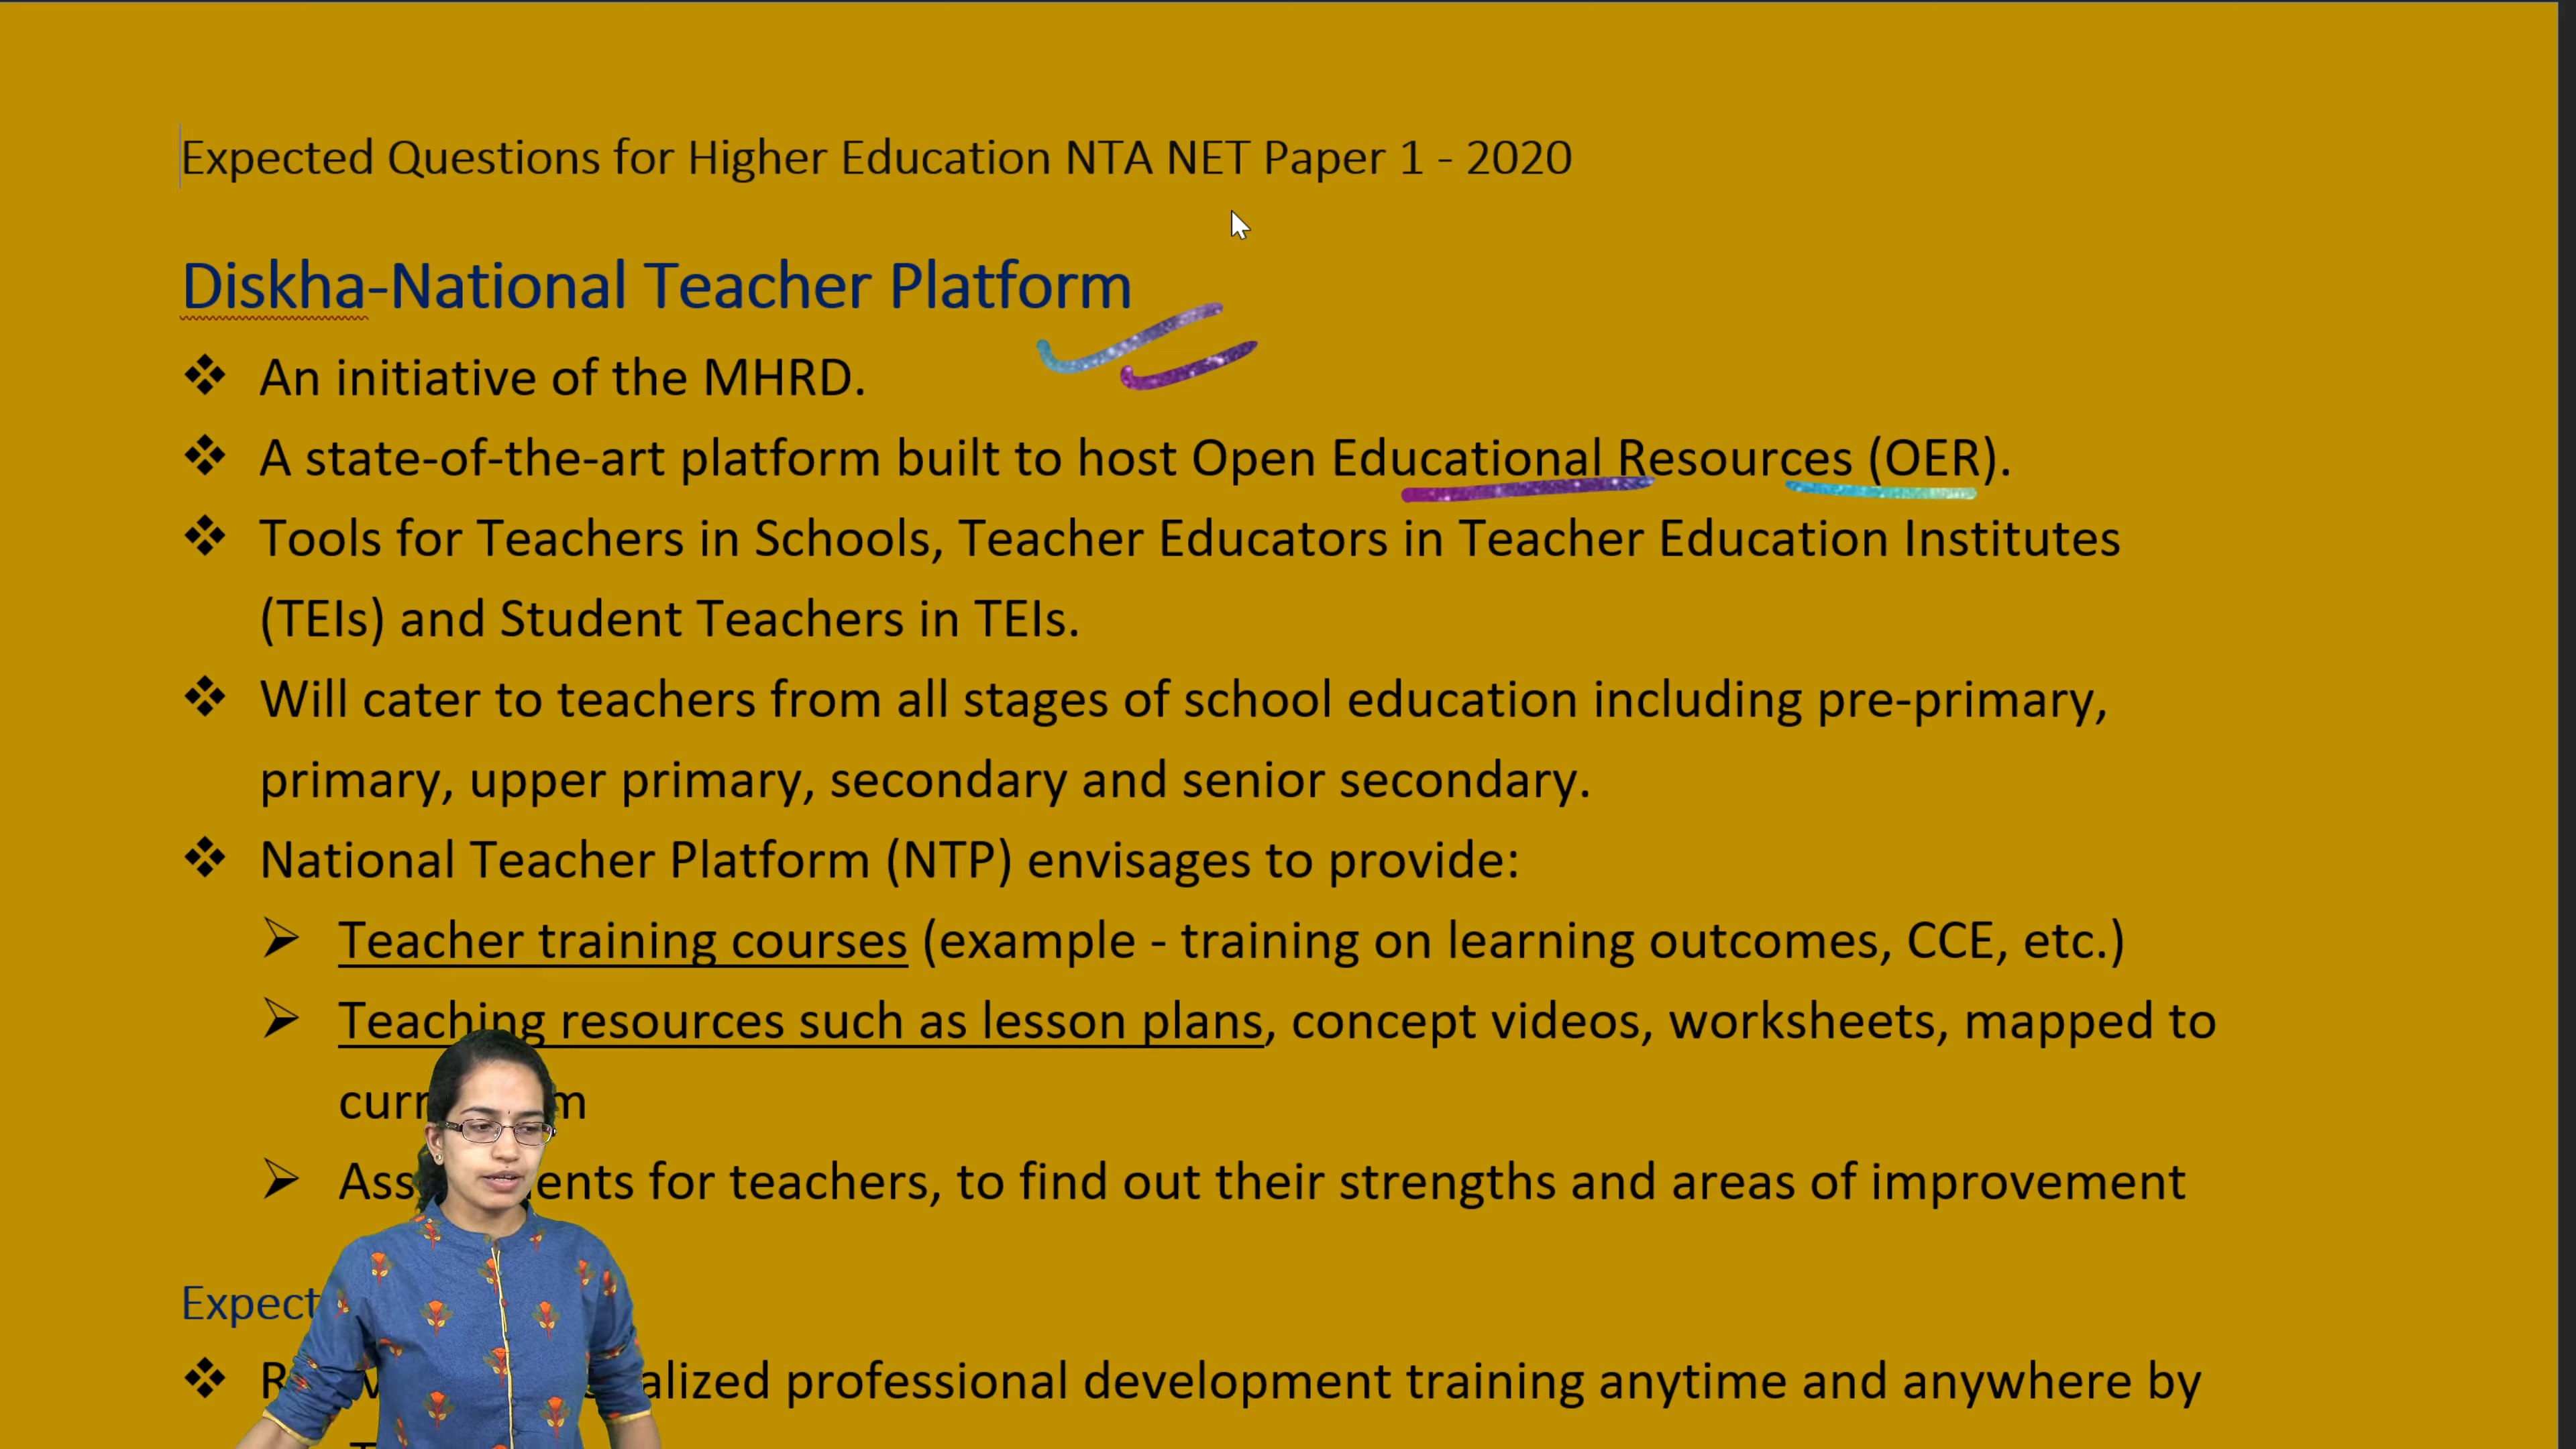 Expected Questions for Higher Education NTA NET Paper 1 - 2020
Diskha-National Teacher Platform
❖ An initiative of the MHRD.
❖ A state-of-the-art platform built to host Open Educational Resources (OER).
❖ Tools for Teachers in Schools, Teacher Educators in Teacher Education Institutes
(TEIs) and Student Teachers in TEIs.
❖ Will cater to teachers from all stages of school education including pre-primary,
primary, upper primary, secondary and senior secondary.
❖ National Teacher Platform (NTP) envisages to provide:
➢ Teacher training courses (example - training on learning outcomes, CCE, etc.)
➢ Teaching resources such as lesson plans, concept videos, worksheets, mapped to
➢ for teachers, to find out their strengths and areas of improvement
❖ professional development training anytime and anywhere by